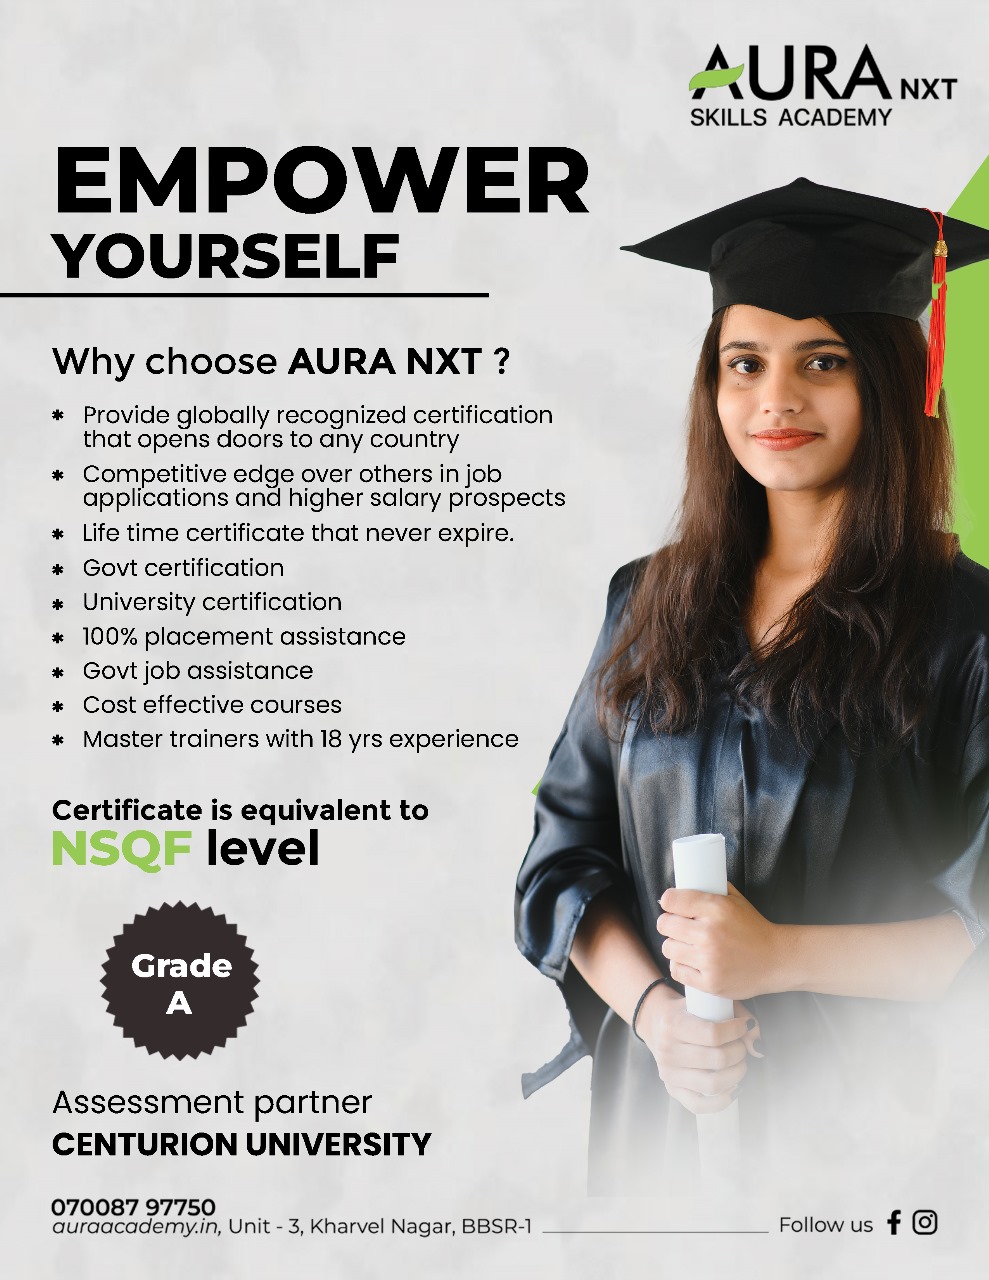 AURA NXT
SKILLS ACADEMY
EMPOWER
YOURSELF
Why choose AURA NXT ?
* Provide globally recognized certification
that opens doors to any country
* Competitive edge over others in job
applications and higher salary prospects
* Life time certificate that never expire.
* Govt certification
* University certification
* 100% placement assistance
* Govt job assistance
* Cost effective courses
* Master trainers with 18 yrs experience
Certificate is equivalent to
NSQF level
Grade
A
Assessment partner
CENTURION UNIVERSITY
070087 97750
auraacademy.in, Unit - 3, Kharvel Nagar, BBSR-1
Follow us